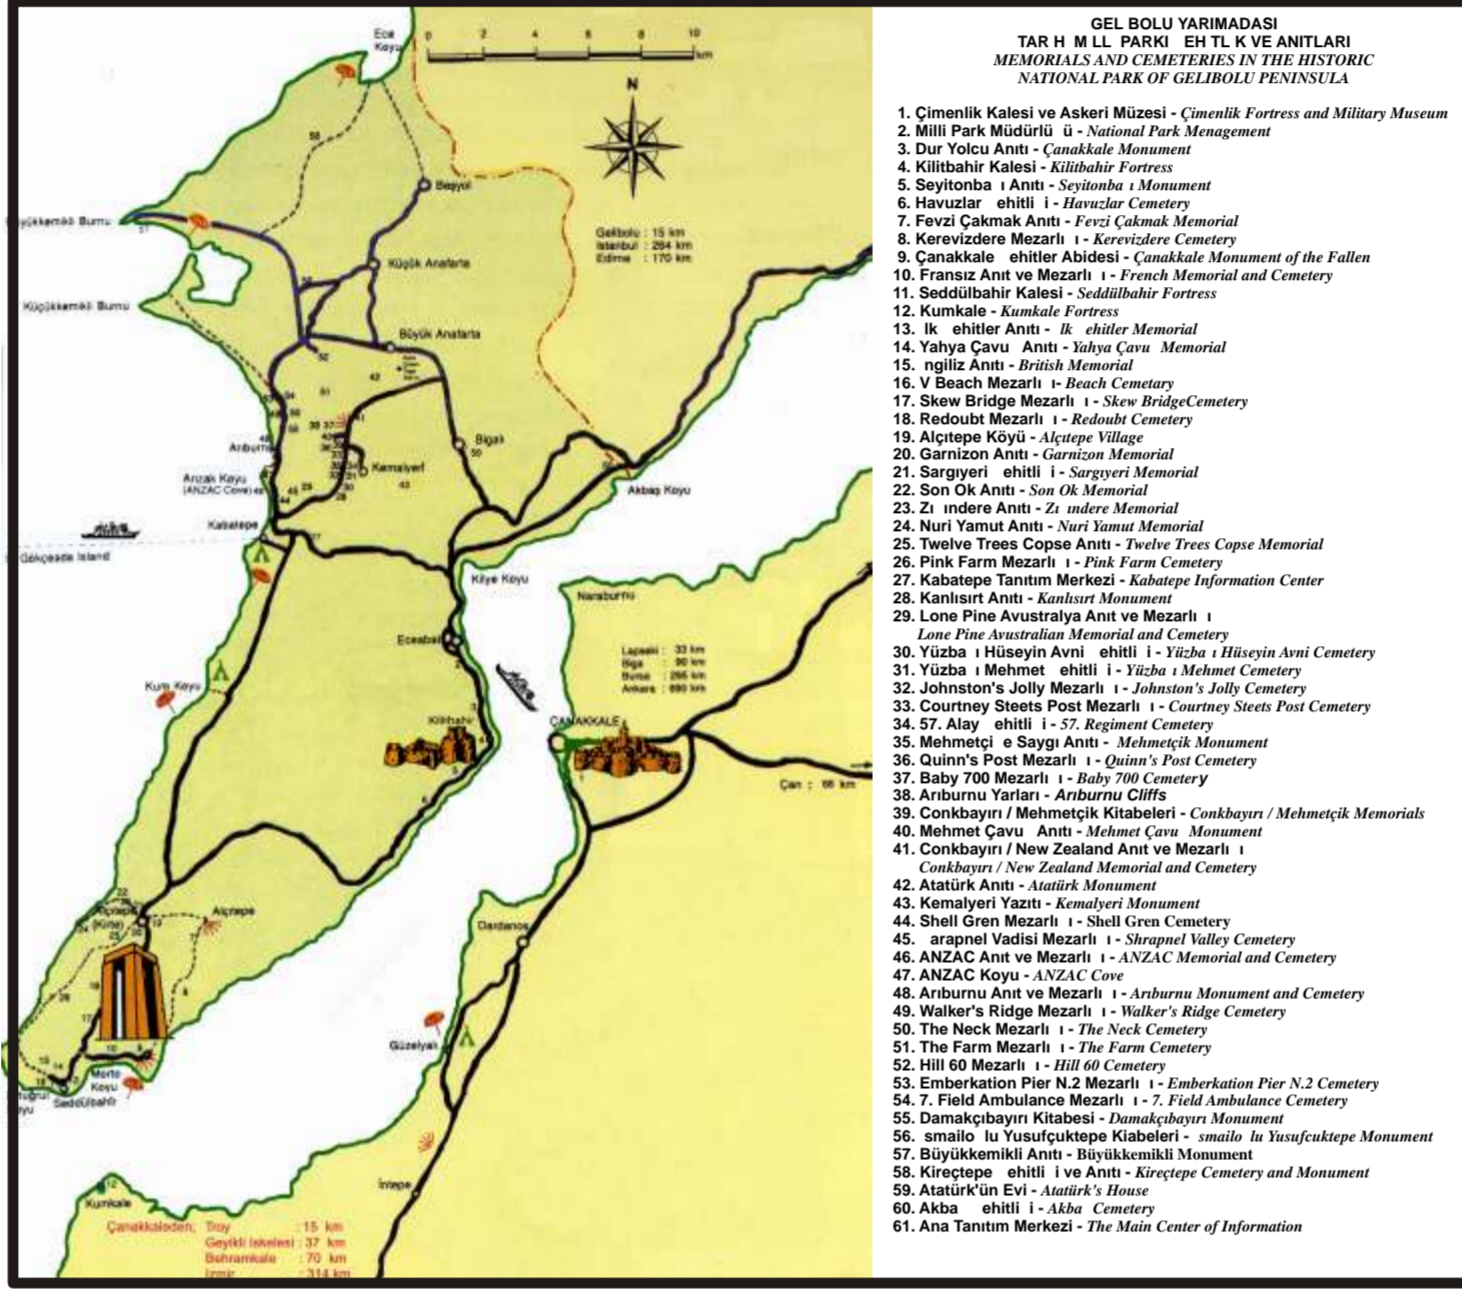 GEL BOLU YARIMADASI
TAR H M LL PARKI EH TL K VE ANITLARI
MEMORIALS AND CEMETERIES IN THE HISTORIC
NATIONAL PARK OF GELIBOLU PENINSULA
1. Çimenlik Kalesi ve Askeri Müzesi - Çimenlik Fortress and Military Museum
2. Milli Park Müdürlü ü - National Park Menagement
3. Dur Yolcu Anıtı - Çanakkale Monument
4. Kilitbahir Kalesi - Kilitbahir Fortress
5. Seyitonba ı Anıtı - Seyitonba ı Monument
6. Havuzlar ehitli i - Havuzlar Cemetery
7. Fevzi Çakmak Anıtı - Fevzi Çakmak Memorial
8. Kerevizdere Mezarlı ı - Kerevizdere Cemetery
9. Çanakkale ehitler Abidesi - Çanakkale Monument of the Fallen
10. Fransız Anıt ve Mezarlı ı - French Memorial and Cemetery
11. Seddülbahir Kalesi - Seddülbahir Fortress
12. Kumkale - Kumkale Fortress
13. lk ehitler Anıtı - lk ehitler Memorial
14. Yahya Çavu Anıtı - Yahya Çavu Memorial
15. ngiliz Anıtı - British Memorial
16. V Beach Mezarlı ı- Beach Cemetary
17. Skew Bridge Mezarlı ı - Skew BridgeCemetery
18. Redoubt Mezarlı ı - Redoubt Cemetery
19. Alçıtepe Köyü - Alçıtepe Village
20. Garnizon Anıtı - Garnizon Memorial
21. Sargıyeri ehitli i - Sargıyeri Memorial
22. Son Ok Anıtı - Son Ok Memorial
23. Zı ındere Anıtı - Zı ındere Memorial
24. Nuri Yamut Anıtı - Nuri Yamut Memorial
25. Twelve Trees Copse Anıtı - Twelve Trees Copse Memorial
26. Pink Farm Mezarlı ı - Pink Farm Cemetery
27. Kabatepe Tanıtım Merkezi - Kabatepe Information Center
28. Kanlısırt Anıtı - Kanlısırt Monument
29. Lone Pine Avustralya Anıt ve Mezarlı ı
Lone Pine Avustralian Memorial and Cemetery
30. Yüzba ı Hüseyin Avni ehitli i - Yüzba ı Hüseyin Avni Cemetery
31. Yüzba ı Mehmet ehitli i - Yüzba ı Mehmet Cemetery
32. Johnston's Jolly Mezarlı ı - Johnston's Jolly Cemetery
33. Courtney Steets Post Mezarlı ı - Courtney Steets Post Cemetery
34. 57. Alay ehitli i - 57. Regiment Cemetery
35. Mehmetçi e Saygı Anıtı - Mehmetçik Monument
36. Quinn's Post Mezarlı ı - Quinn's Post Cemetery
37. Baby 700 Mezarlı ı - Baby 700 Cemetery
38. Arıburnu Yarları - Arıburnu Cliffs
39. Conkbayırı / Mehmetçik Kitabeleri - Conkbayırı / Mehmetçik Memorials
40. Mehmet Çavu Anıtı - Mehmet Çavu Monument
41. Conkbayırı / New Zealand Anıt ve Mezarlı ı
Conkbayırı / New Zealand Memorial and Cemetery
42. Atatürk Anıtı - Atatürk Monument
43. Kemalyeri Yazıtı - Kemalyeri Monument
44. Shell Gren Mezarlı ı - Shell Gren Cemetery
45. arapnel Vadisi Mezarlı ı - Shrapnel Valley Cemetery
46. ANZAC Anıt ve Mezarlı ı - ANZAC Memorial and Cemetery
47. ANZAC Koyu - ANZAC Cove
48. Arıburnu Anıt ve Mezarlı ı - Arıburnu Monument and Cemetery
49. Walker's Ridge Mezarlı ı - Walker's Ridge Cemetery
50. The Neck Mezarlı ı - The Neck Cemetery
51. The Farm Mezarlı ı - The Farm Cemetery
52. Hill 60 Mezarlı ı - Hill 60 Cemetery
53. Emberkation Pier N.2 Mezarlı ı - Emberkation Pier N.2 Cemetery
54. 7. Field Ambulance Mezarlı ı - 7. Field Ambulance Cemetery
55. Damakçıbayırı Kitabesi - Damakçıbayırı Monument
56. smailo lu Yusufçuktepe Kiabeleri - smailo lu Yusufcuktepe Monument
57. Büyükkemikli Anıtı - Büyükkemikli Monument
58. Kireçtepe ehitli i ve Anıtı - Kireçtepe Cemetery and Monument
59. Atatürk'ün Evi - Atatürk's House
60. Akba ehitli i - Akba Cemetery
61. Ana Tanıtım Merkezi - The Main Center of Information
Ece
Koyu
0 2 4 6 8 10
km
N
Beşyol
Gelibolu : 15 km
İstanbul : 264 km
Edirne : 170 km
Küçük Anafarta
Küçükkemikli Burnu
Büyük Anafarta
Bigalı
Arıburnu
Kemalyeri
Anzak Koyu
(ANZAC Cove)
Akbaş Koyu
Kabatepe
Gökçeada Island
Kilye Koyu
Naraburnu
Eceabat
Lapseki : 33 km
Biga : 90 km
Bursa : 265 km
Ankara : 690 km
Kum Koyu
Kilitbahir
ÇANAKKALE
Çan : 66 km
Alçıtepe
(Kirte)
Alçıtepe
Dardanos
Güzelyalı
Morto
Koyu
Seddülbahir
İntepe
12
Kumkale
Çanakkaleden; Troy : 15 km
Geyikli İskelesi : 37 km
Behramkale : 70 km
İzmir : 314 km